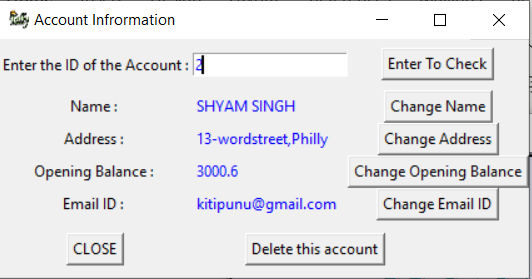 Account Infrormation
Enter the ID of the Account : 2 Enter To Check
Name : SHYAM SINGH Change Name
Address : 13-wordstreet,Philly Change Address
Opening Balance : 3000.6 Change Opening Balance
Email ID : kitipunu@gmail.com Change Email ID
CLOSE Delete this account